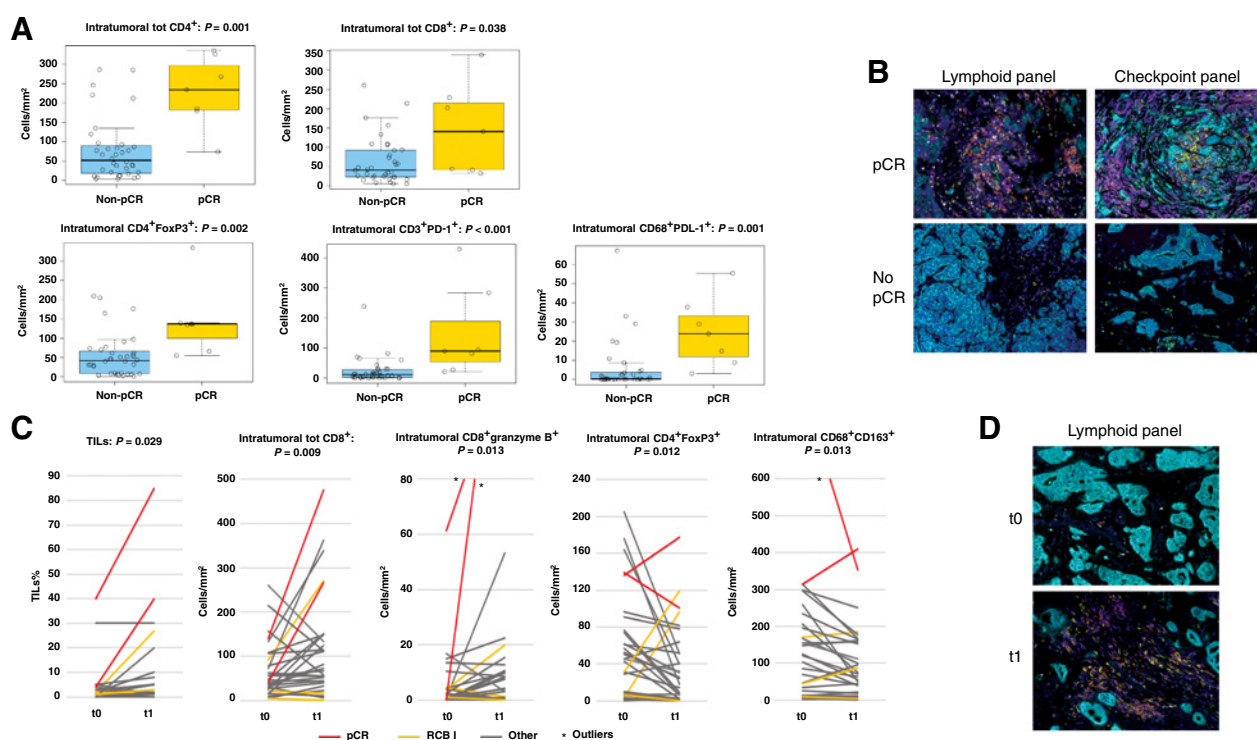 A
Intratumoral tot CD4+: P = 0.001
Cells/mm²
300
250
200
150
100
50
0
Non-pCR
pCR
Intratumoral tot CD8+: P = 0.038
Cells/mm²
350
300
250
200
150
100
50
0
Non-pCR
pCR
Intratumoral CD4+FoxP3+: P = 0.002
Cells/mm²
300
250
200
150
100
50
0
Non-pCR
pCR
Intratumoral CD3+PD-1+: P < 0.001
Cells/mm²
400
300
200
100
0
Non-pCR
pCR
Intratumoral CD68+PDL-1+: P = 0.001
Cells/mm²
60
50
40
30
20
10
0
Non-pCR
pCR
B
Lymphoid panel
Checkpoint panel
pCR
No
pCR
C
TILs: P = 0.029
TILs%
90
80
70
60
50
40
30
20
10
0
t0
t1
Intratumoral tot CD8+:
P = 0.009
Cells/mm²
500
400
300
200
100
0
t0
t1
Intratumoral CD8+granzyme B+
P = 0.013
Cells/mm²
80
60
40
20
0
*
*
t0
t1
Intratumoral CD4+FoxP3+
P = 0.012
Cells/mm²
240
200
160
120
80
40
0
t0
t1
Intratumoral CD68+CD163+
P = 0.013
Cells/mm²
600
500
400
300
200
100
0
*
t0
t1
pCR
RCB I
Other
* Outliers
D
Lymphoid panel
t0
t1